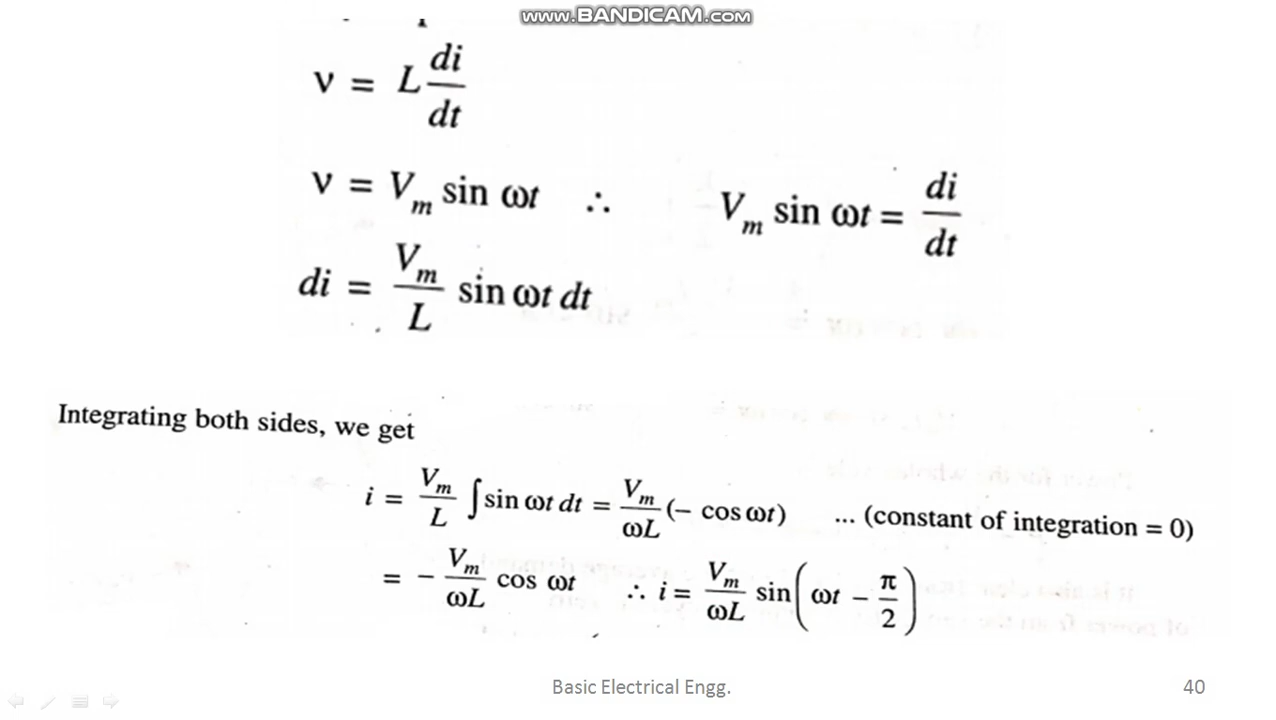 www.BANDICAM.com
v = L di/dt
v = V_m sin ωt ∴ V_m sin ωt = di/dt
di = V_m/L sin ωt dt
Integrating both sides, we get
i = V_m/L ∫ sin ωt dt = V_m/ωL (− cos ωt) ... (constant of integration = 0)
= − V_m/ωL cos ωt ∴ i = V_m/ωL sin(ωt − π/2)
Basic Electrical Engg.
40